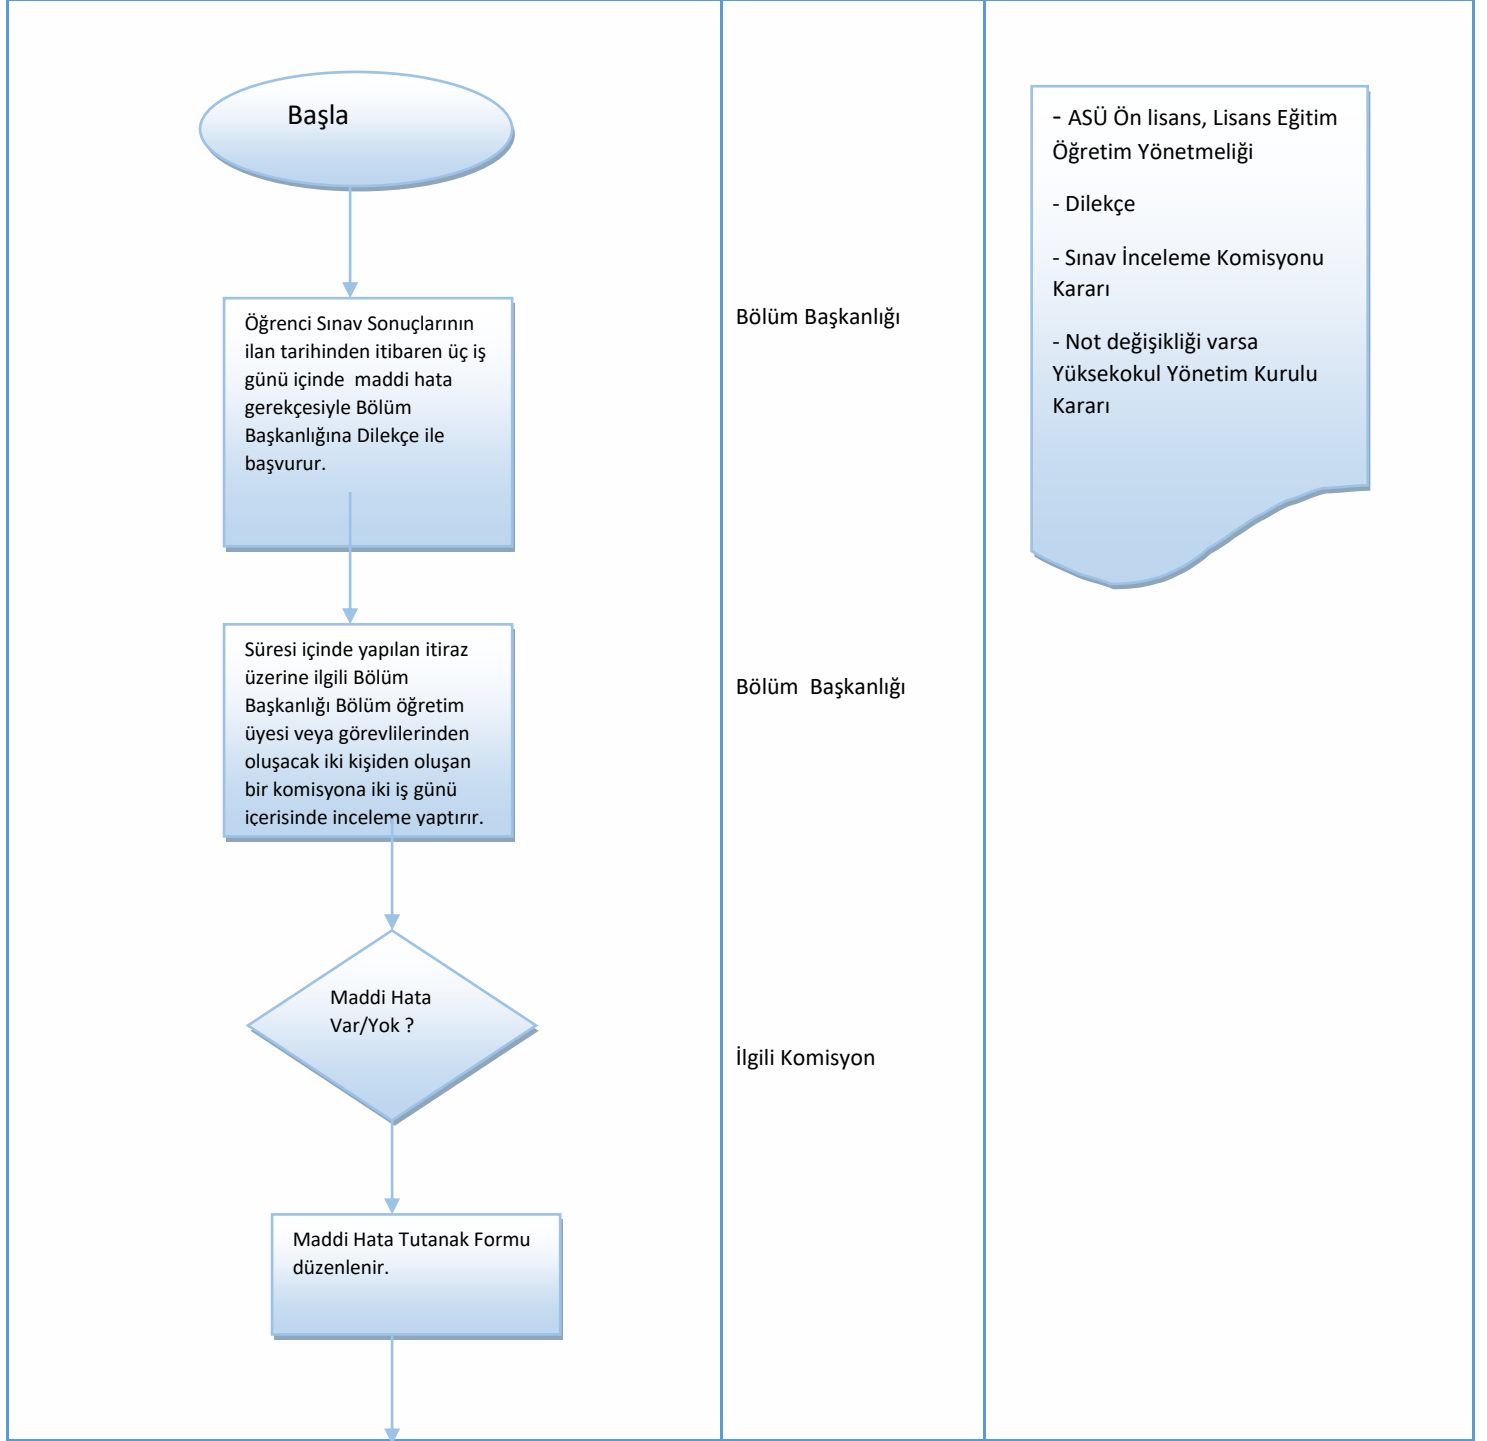 Başla
Öğrenci Sınav Sonuçlarının
ilan tarihinden itibaren üç iş
günü içinde  maddi hata
gerekçesiyle Bölüm
Başkanlığına Dilekçe ile
başvurur.
Süresi içinde yapılan itiraz
üzerine ilgili Bölüm
Başkanlığı Bölüm öğretim
üyesi veya görevlilerinden
oluşacak iki kişiden oluşan
bir komisyona iki iş günü
içerisinde inceleme yaptırır.
Maddi Hata
Var/Yok ?
Maddi Hata Tutanak Formu
düzenlenir.
Bölüm Başkanlığı
Bölüm  Başkanlığı
İlgili Komisyon
- ASÜ Ön lisans, Lisans Eğitim
Öğretim Yönetmeliği
- Dilekçe
- Sınav İnceleme Komisyonu
Kararı
- Not değişikliği varsa
Yüksekokul Yönetim Kurulu
Kararı